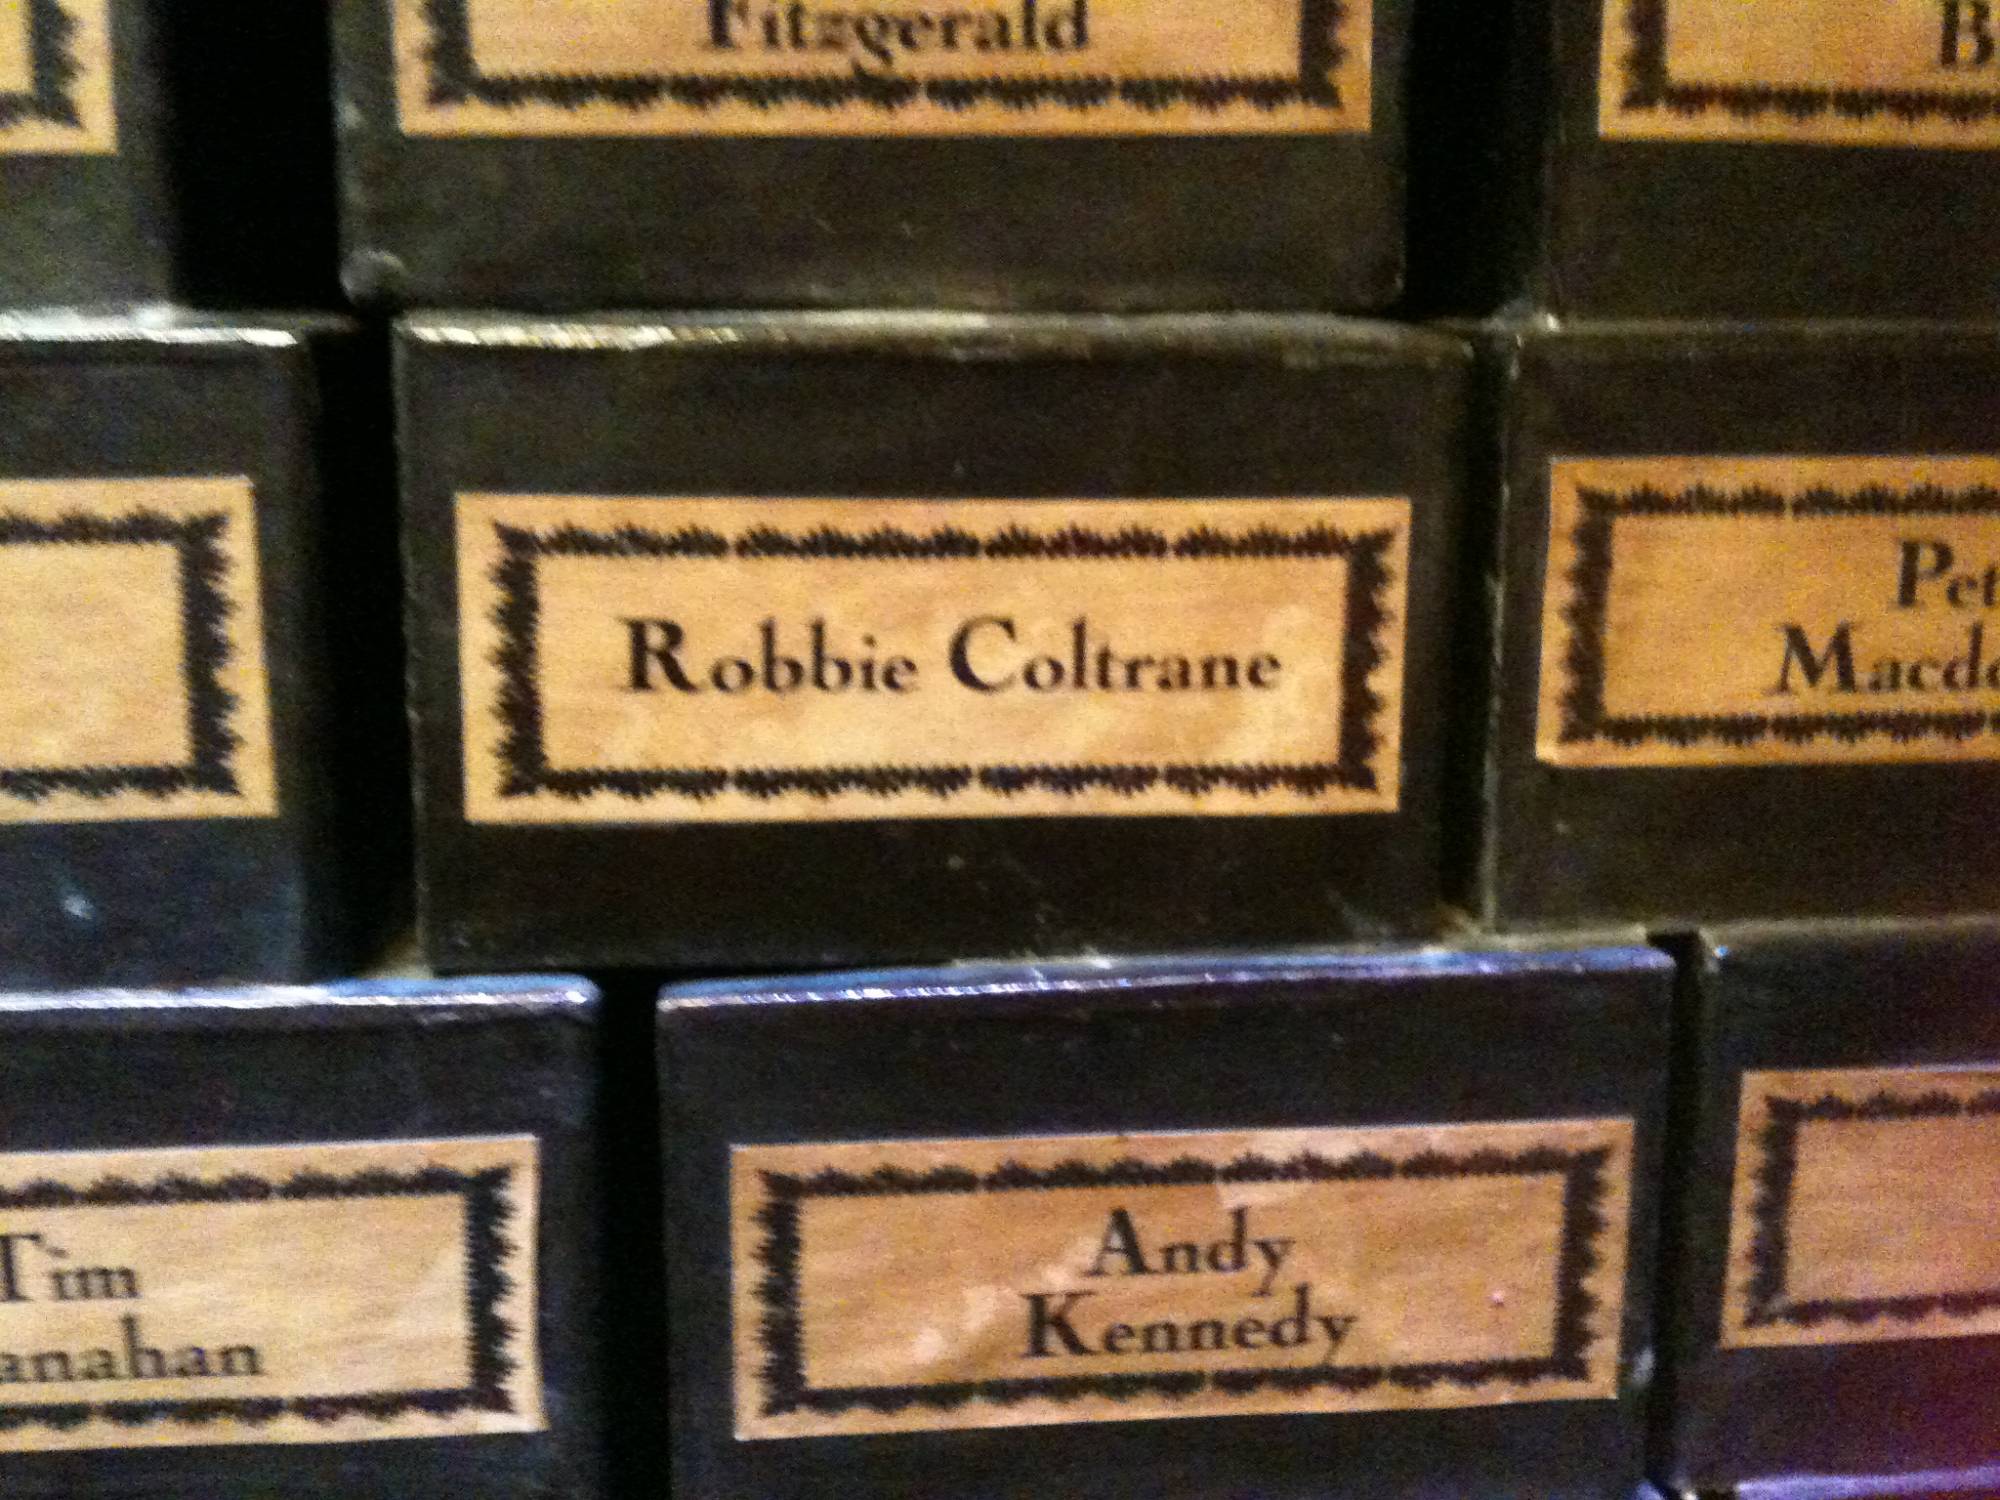 Fitzgerald
Robbie Coltrane
Tim
Andy
Kennedy